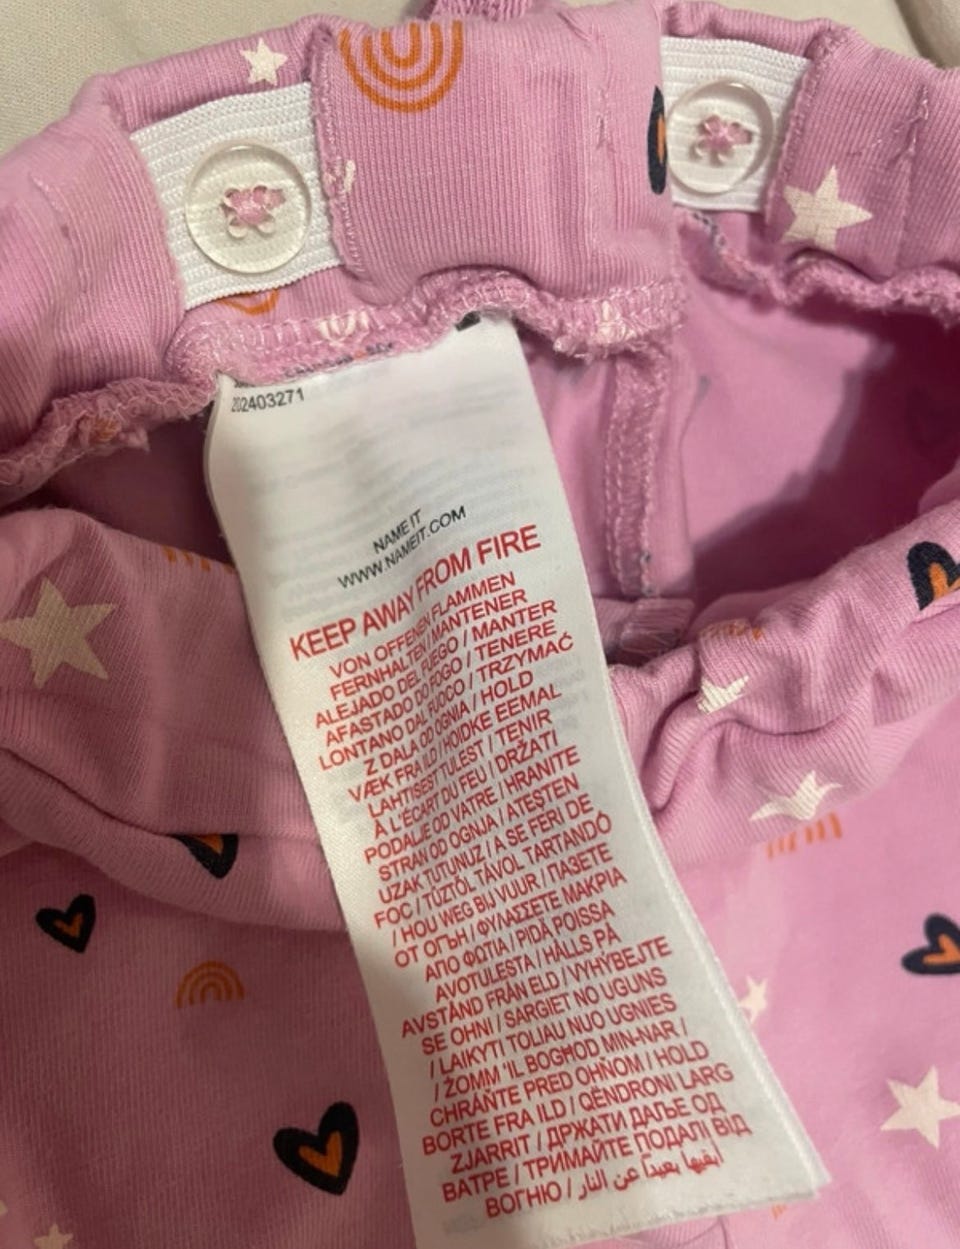 202403271
NAME IT
WWW.NAMEIT.COM
KEEP AWAY FROM FIRE
VON OFFENEN FLAMMEN
FERNHALTEN / MANTENER
ALEJADO DEL FUEGO / MANTER
AFASTADO DO FOGO / TENERE
LONTANO DAL FUOCO / TRZYMAĆ
Z DALA OD OGNIA / HOLD
VÆK FRA ILD / HOIDKE EEMAL
LAHTISEST TULEST / TENIR
À L'ÉCART DU FEU / DRŽATI
PODALJE OD VATRE / HRANITE
STRAN OD OGNJA / ATEŞTEN
UZAK TUTUNUZ / A SE FERI DE
FOC / TŰZTŐL TÁVOL TARTANDÓ
/ HOU WEG BIJ VUUR / ПАЗЕТЕ
ОТ ОГЪН / ΦΥΛΑΣΣΕΤΕ ΜΑΚΡΙΑ
ΑΠΟ ΦΩΤΙΑ / PIDÄ POISSA
AVOTULESTA / HÅLLS PÅ
AVSTÅND FRÅN ELD / VYHÝBEJTE
SE OHNI / SARGIET NO UGUNS
/ LAIKYTI TOLIAU NUO UGNIES
/ ŻOMM 'IL BOGĦOD MIN-NAR /
CHRÁŇTE PRED OHŇOM / HOLD
BORTE FRA ILD / QËNDRONI LARG
ZJARRIT / ДРЖАТИ ДАЉЕ ОД
ВАТРЕ / ТРИМАЙТЕ ПОДАЛІ ВІД
ВОГНЮ / أبقيها بعيداً عن النار